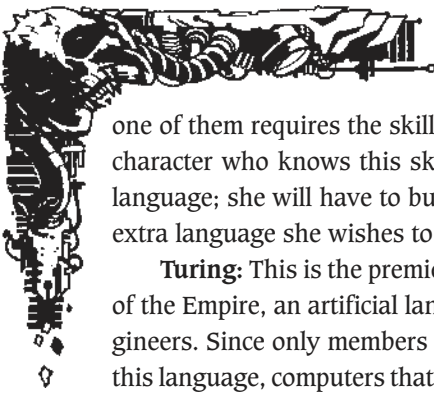 one of them requires the skill
character who knows this sk
language; she will have to bu
extra language she wishes to
Turing: This is the premie
of the Empire, an artificial lan
gineers. Since only members
this language, computers that